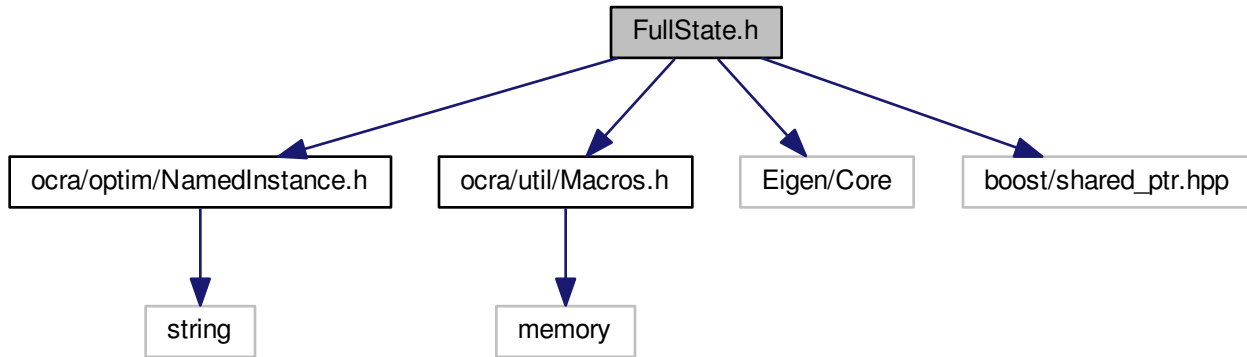 FullState.h
ocra/optim/NamedInstance.h
ocra/util/Macros.h
Eigen/Core
boost/shared_ptr.hpp
string
memory